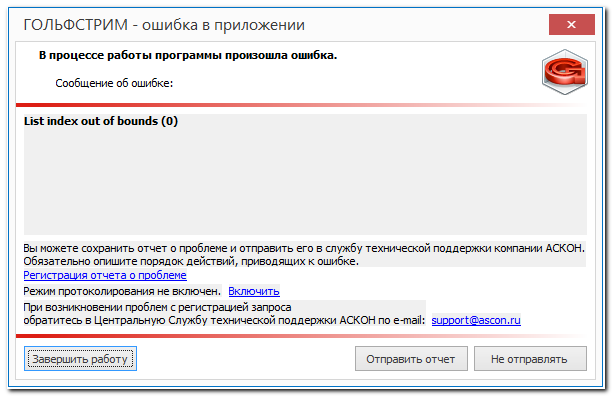 ГОЛЬФСТРИМ - ошибка в приложении
В процессе работы программы произошла ошибка.
Сообщение об ошибке:
List index out of bounds (0)
Вы можете сохранить отчет о проблеме и отправить его в службу технической поддержки компании АСКОН.
Обязательно опишите порядок действий, приводящих к ошибке.
Регистрация отчета о проблеме
Режим протоколирования не включен. Включить
При возникновении проблем с регистрацией запроса
обратитесь в Центральную Службу технической поддержки АСКОН по e-mail: support@ascon.ru
Завершить работу Отправить отчет Не отправлять